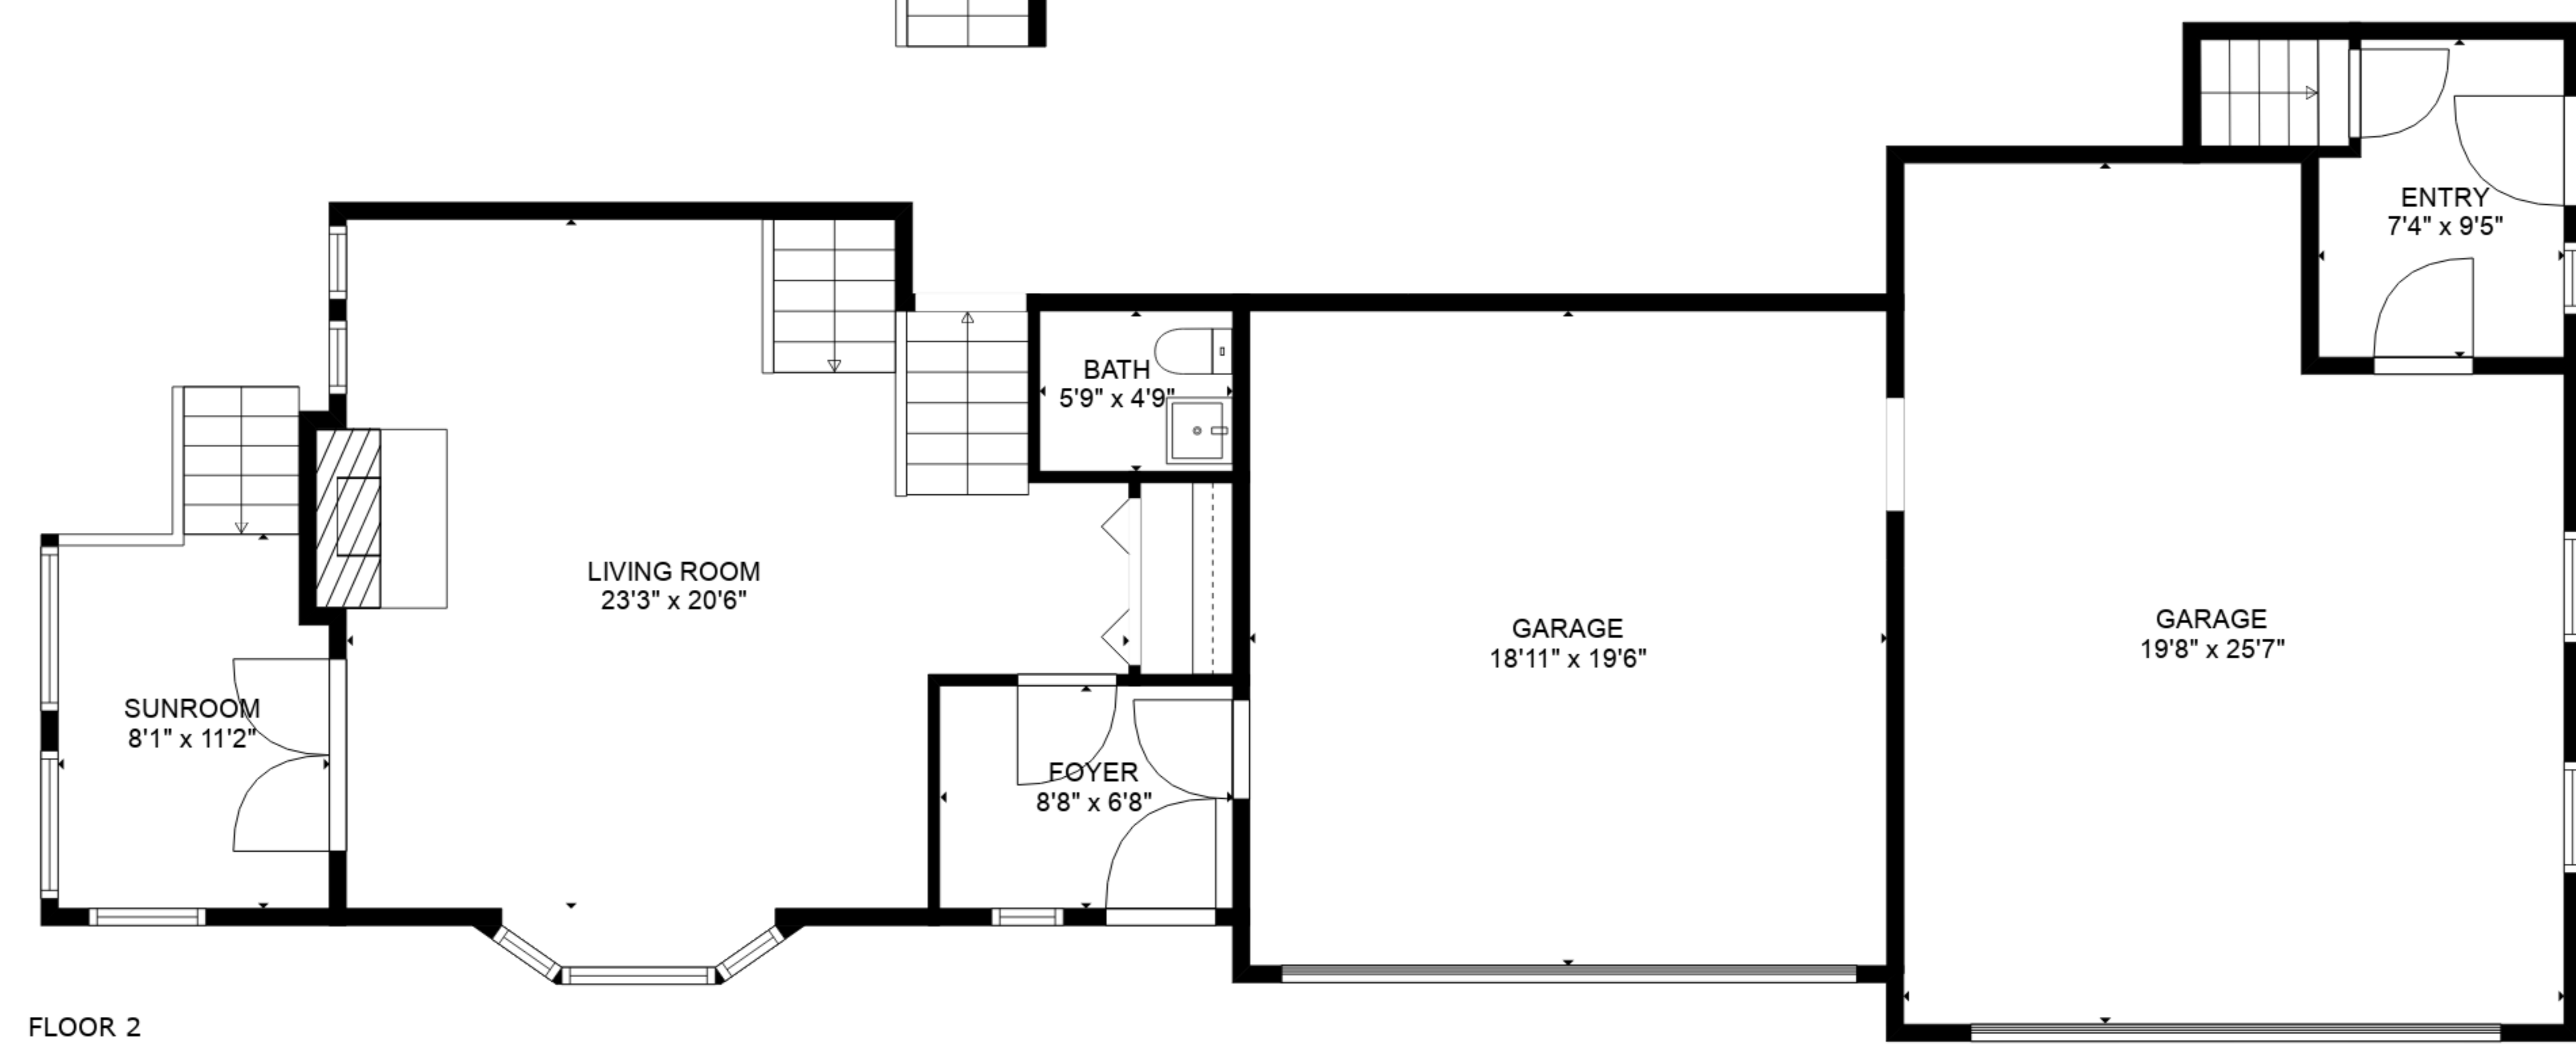 ENTRY
7'4" x 9'5"
BATH
5'9" x 4'9"
LIVING ROOM
23'3" x 20'6"
GARAGE
18'11" x 19'6"
GARAGE
19'8" x 25'7"
SUNROOM
8'1" x 11'2"
FOYER
8'8" x 6'8"
FLOOR 2